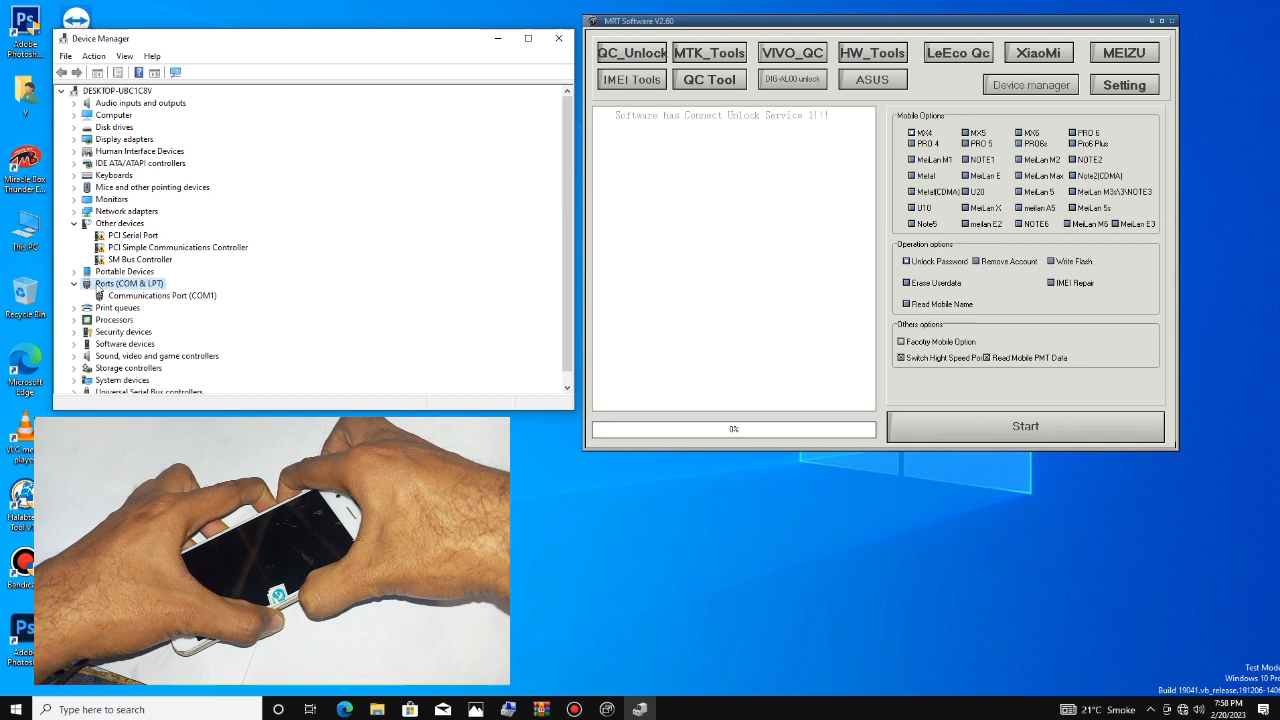 Adobe
Photosh...
y
Miracle Box
Thunder E...
This PC
Recycle Bin
Microsoft
Edge
VLC me
player
Halabte
Tool v1
Bandic
Adobe
Photosh
Device Manager
File Action View Help
DESKTOP-UBC1C8V
Audio inputs and outputs
Computer
Disk drives
Display adapters
Human Interface Devices
IDE ATA/ATAPI controllers
Keyboards
Mice and other pointing devices
Monitors
Network adapters
Other devices
PCI Serial Port
PCI Simple Communications Controller
SM Bus Controller
Portable Devices
Ports (COM & LPT)
Communications Port (COM1)
Print queues
Processors
Security devices
Software devices
Sound, video and game controllers
Storage controllers
System devices
Universal Serial Bus controllers
MRT Software V2.60
QC_Unlock MTK_Tools VIVO_QC HW_Tools LeEco Qc XiaoMi MEIZU
IMEI Tools QC Tool DIG-AL00 unlock ASUS Device manager Setting
Software has Connect Unlock Service 1!!!
0%
Mobile Options
MX4 MX5 MX6 PRO 6
PRO 4 PRO 5 PRO6s Pro6 Plus
MeiLan M1 NOTE1 MeiLan M2 NOTE2
Metal MeiLan E MeiLan Max Note2(CDMA)
Metal(CDMA) U20 MeiLan 5 MeiLan M3s\3\NOTE3
U10 MeiLan X meilan A5 MeiLan 5s
Note5 meilan E2 NOTE6 MeiLan M6 MeiLan E3
Operation options
Unlock Password Remove Account Write Flash
Erase Userdata IMEI Repair
Read Mobile Name
Others options
Facotry Mobile Option
Switch Hight Speed Por Read Mobile PMT Data
Start
Test Mode
Windows 10 Pro
Build 19041.vb_release.191206-1406
Type here to search
21°C Smoke
7:58 PM
2/20/2023